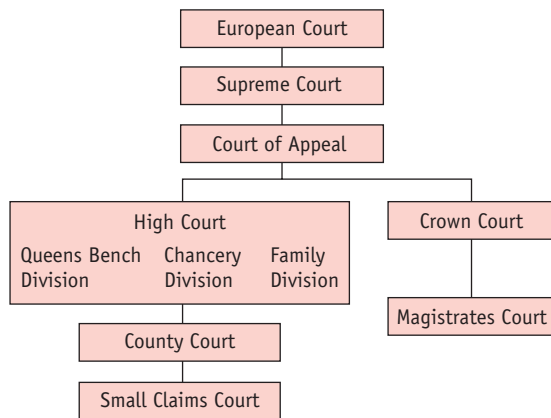 European Court
Supreme Court
Court of Appeal
High Court
Queens Bench Division
Chancery Division
Family Division
Crown Court
Magistrates Court
County Court
Small Claims Court